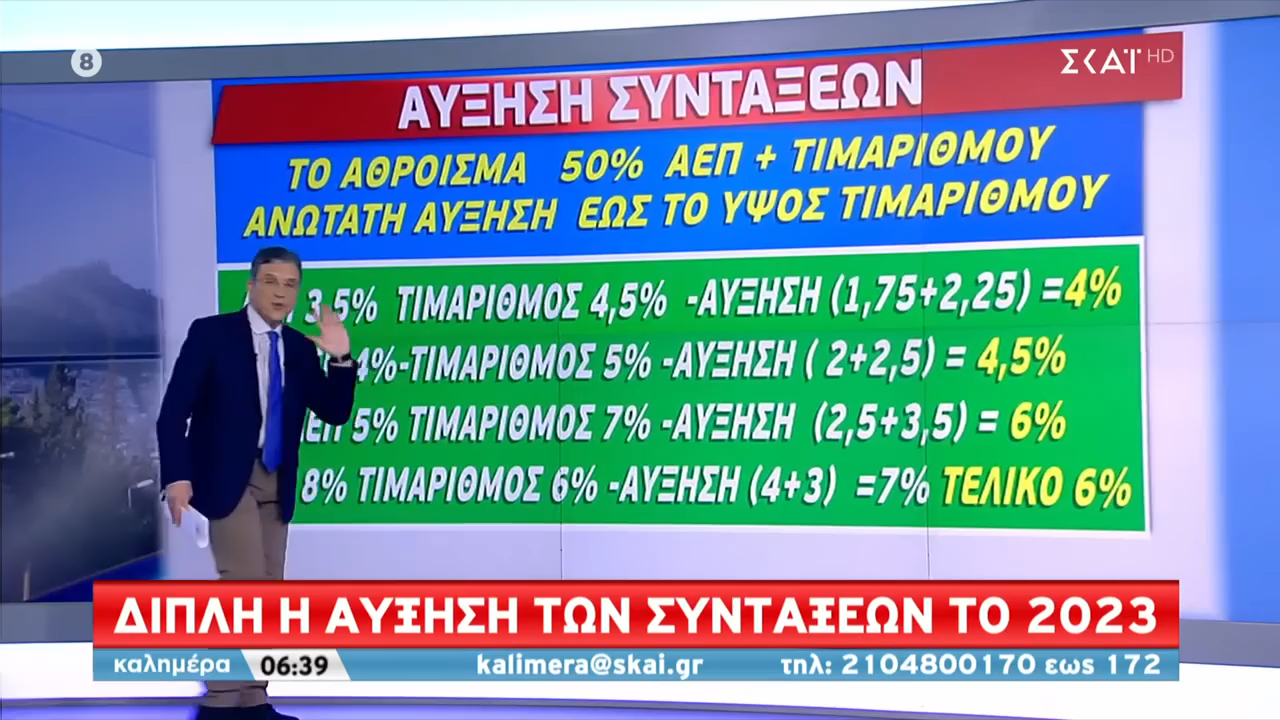 8
ΣΚΑΪ HD
ΑΥΞΗΣΗ ΣΥΝΤΑΞΕΩΝ
ΤΟ ΑΘΡΟΙΣΜΑ 50% ΑΕΠ + ΤΙΜΑΡΙΘΜΟΥ
ΑΝΩΤΑΤΗ ΑΥΞΗΣΗ ΕΩΣ ΤΟ ΥΨΟΣ ΤΙΜΑΡΙΘΜΟΥ
3,5% ΤΙΜΑΡΙΘΜΟΣ 4,5% -ΑΥΞΗΣΗ (1,75+2,25) =4%
4%-ΤΙΜΑΡΙΘΜΟΣ 5% -ΑΥΞΗΣΗ ( 2+2,5) = 4,5%
5% ΤΙΜΑΡΙΘΜΟΣ 7% -ΑΥΞΗΣΗ (2,5+3,5) = 6%
8% ΤΙΜΑΡΙΘΜΟΣ 6% -ΑΥΞΗΣΗ (4+3) =7% ΤΕΛΙΚΟ 6%
ΔΙΠΛΗ Η ΑΥΞΗΣΗ ΤΩΝ ΣΥΝΤΑΞΕΩΝ ΤΟ 2023
καλημέρα 06:39 kalimera@skai.gr τηλ: 2104800170 εως 172